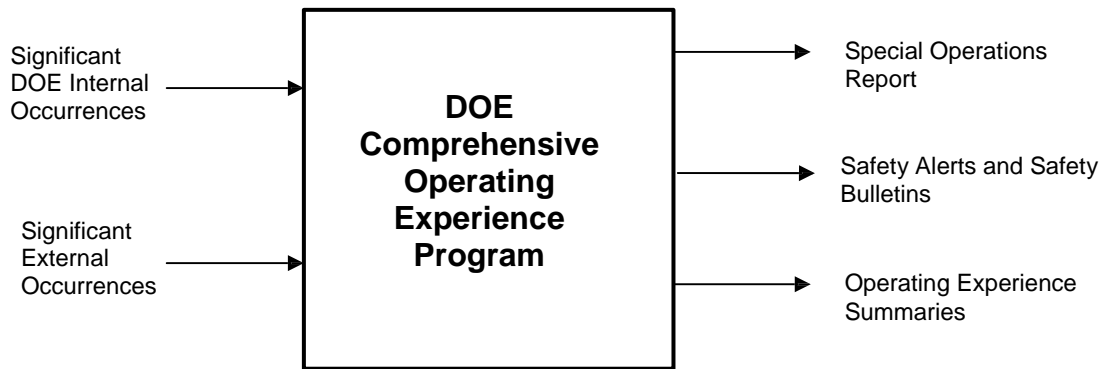 Significant
DOE Internal
Occurrences
Significant
External
Occurrences
DOE
Comprehensive
Operating
Experience
Program
Special Operations
Report
Safety Alerts and Safety
Bulletins
Operating Experience
Summaries